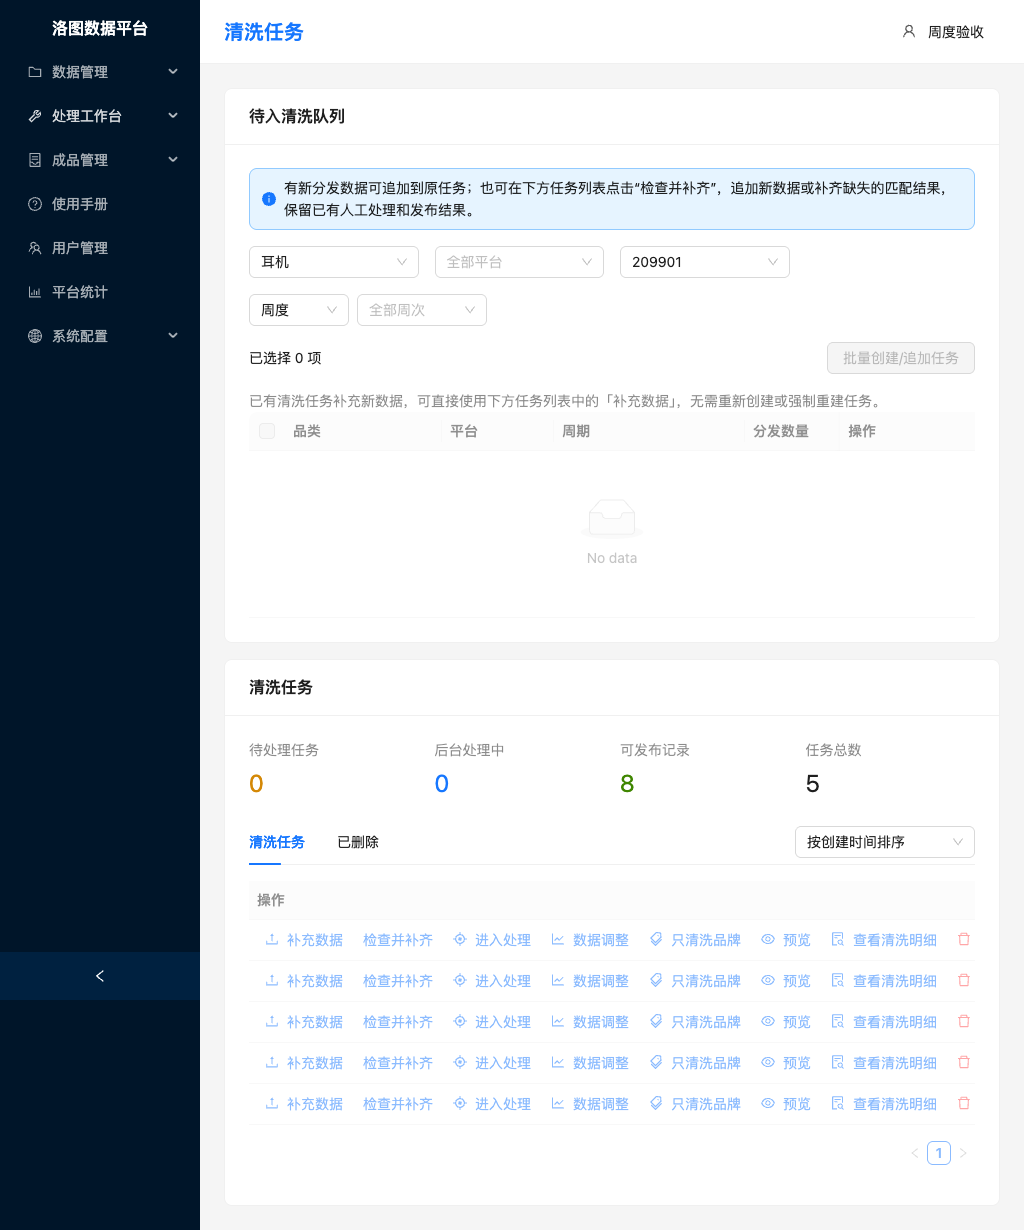 洛图数据平台
数据管理
处理工作台
成品管理
使用手册
用户管理
平台统计
系统配置
清洗任务
周度验收
待入清洗队列
有新分发数据可追加到原任务；也可在下方任务列表点击“检查并补齐”，追加新数据或补齐缺失的匹配结果，
保留已有人工处理和发布结果。
耳机 全部平台 209901
周度 全部周次
已选择 0 项 批量创建/追加任务
已有清洗任务补充新数据，可直接使用下方任务列表中的「补充数据」，无需重新创建或强制重建任务。
品类 平台 周期 分发数量 操作
No data
清洗任务
待处理任务 后台处理中 可发布记录 任务总数
0 0 8 5
清洗任务 已删除 按创建时间排序
操作
补充数据 检查并补齐 进入处理 数据调整 只清洗品牌 预览 查看清洗明细
补充数据 检查并补齐 进入处理 数据调整 只清洗品牌 预览 查看清洗明细
补充数据 检查并补齐 进入处理 数据调整 只清洗品牌 预览 查看清洗明细
补充数据 检查并补齐 进入处理 数据调整 只清洗品牌 预览 查看清洗明细
补充数据 检查并补齐 进入处理 数据调整 只清洗品牌 预览 查看清洗明细
1